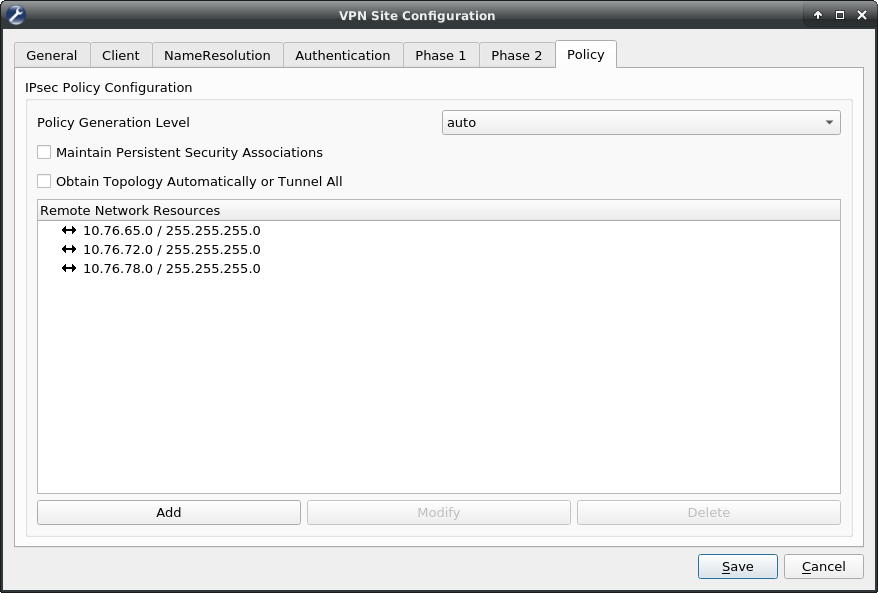 VPN Site Configuration
General Client NameResolution Authentication Phase 1 Phase 2 Policy
IPsec Policy Configuration
Policy Generation Level auto
Maintain Persistent Security Associations
Obtain Topology Automatically or Tunnel All
Remote Network Resources
10.76.65.0 / 255.255.255.0
10.76.72.0 / 255.255.255.0
10.76.78.0 / 255.255.255.0
Add Modify Delete
Save Cancel